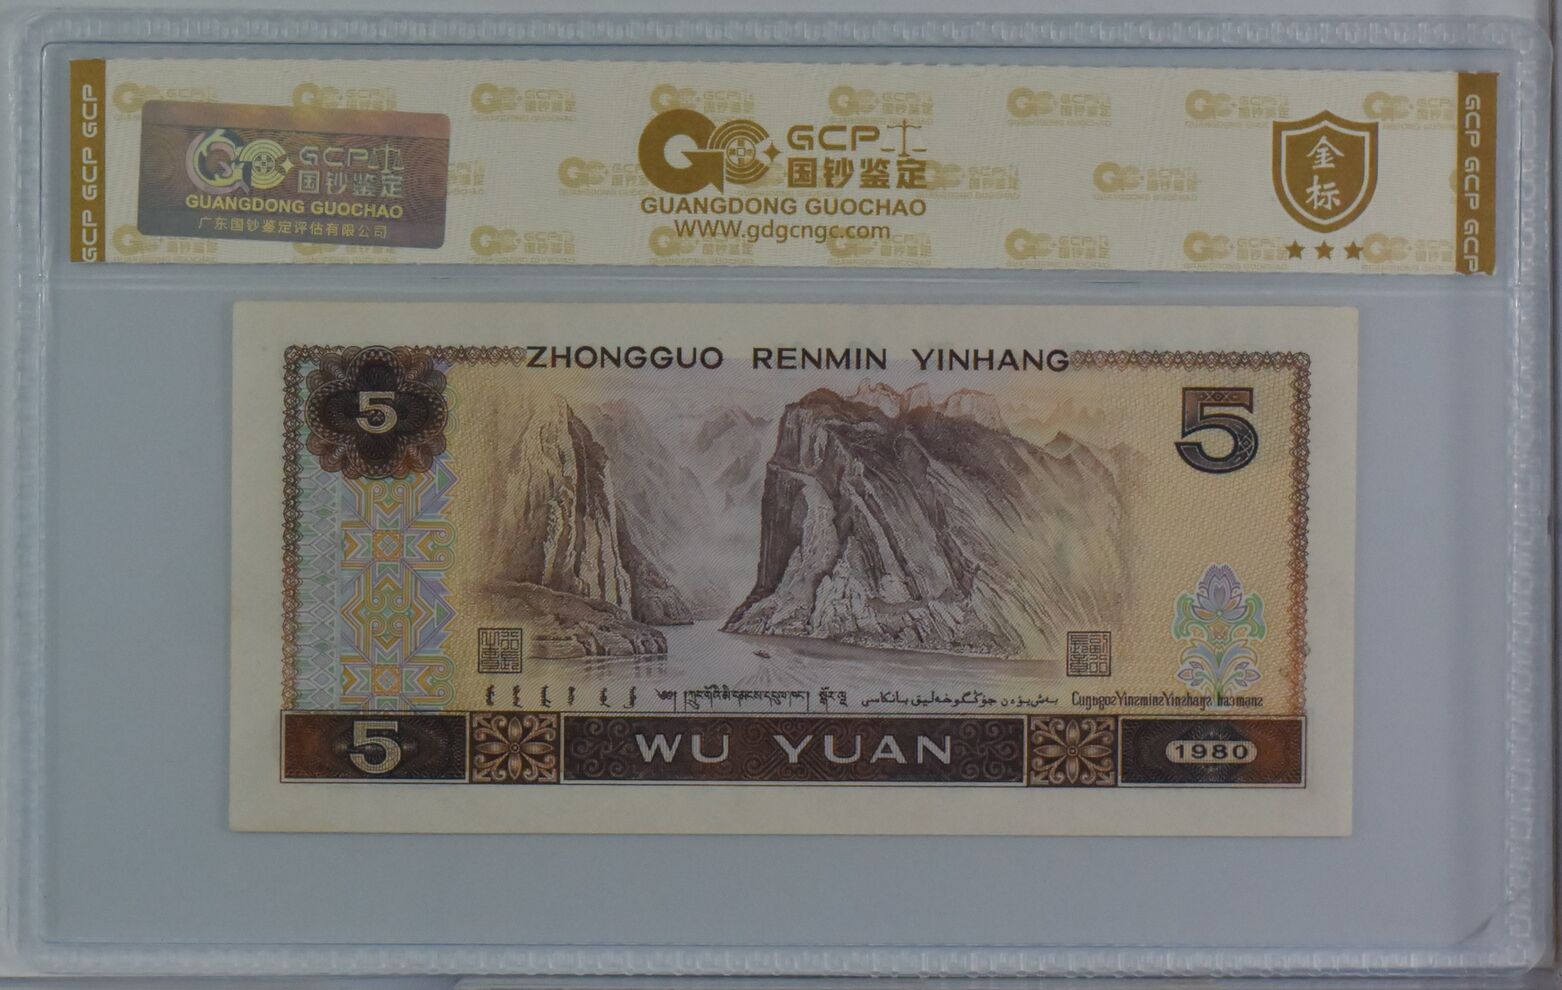 GCP GCP GCP
GCP
国钞鉴定
GUANGDONG GUOCHAO
广东国钞鉴定评估有限公司
GCP
国钞鉴定
GUANGDONG GUOCHAO
WWW.gdgcngc.com
金标
GCP GCP GCP
ZHONGGUO RENMIN YINHANG
5
5
5
WU YUAN
1980